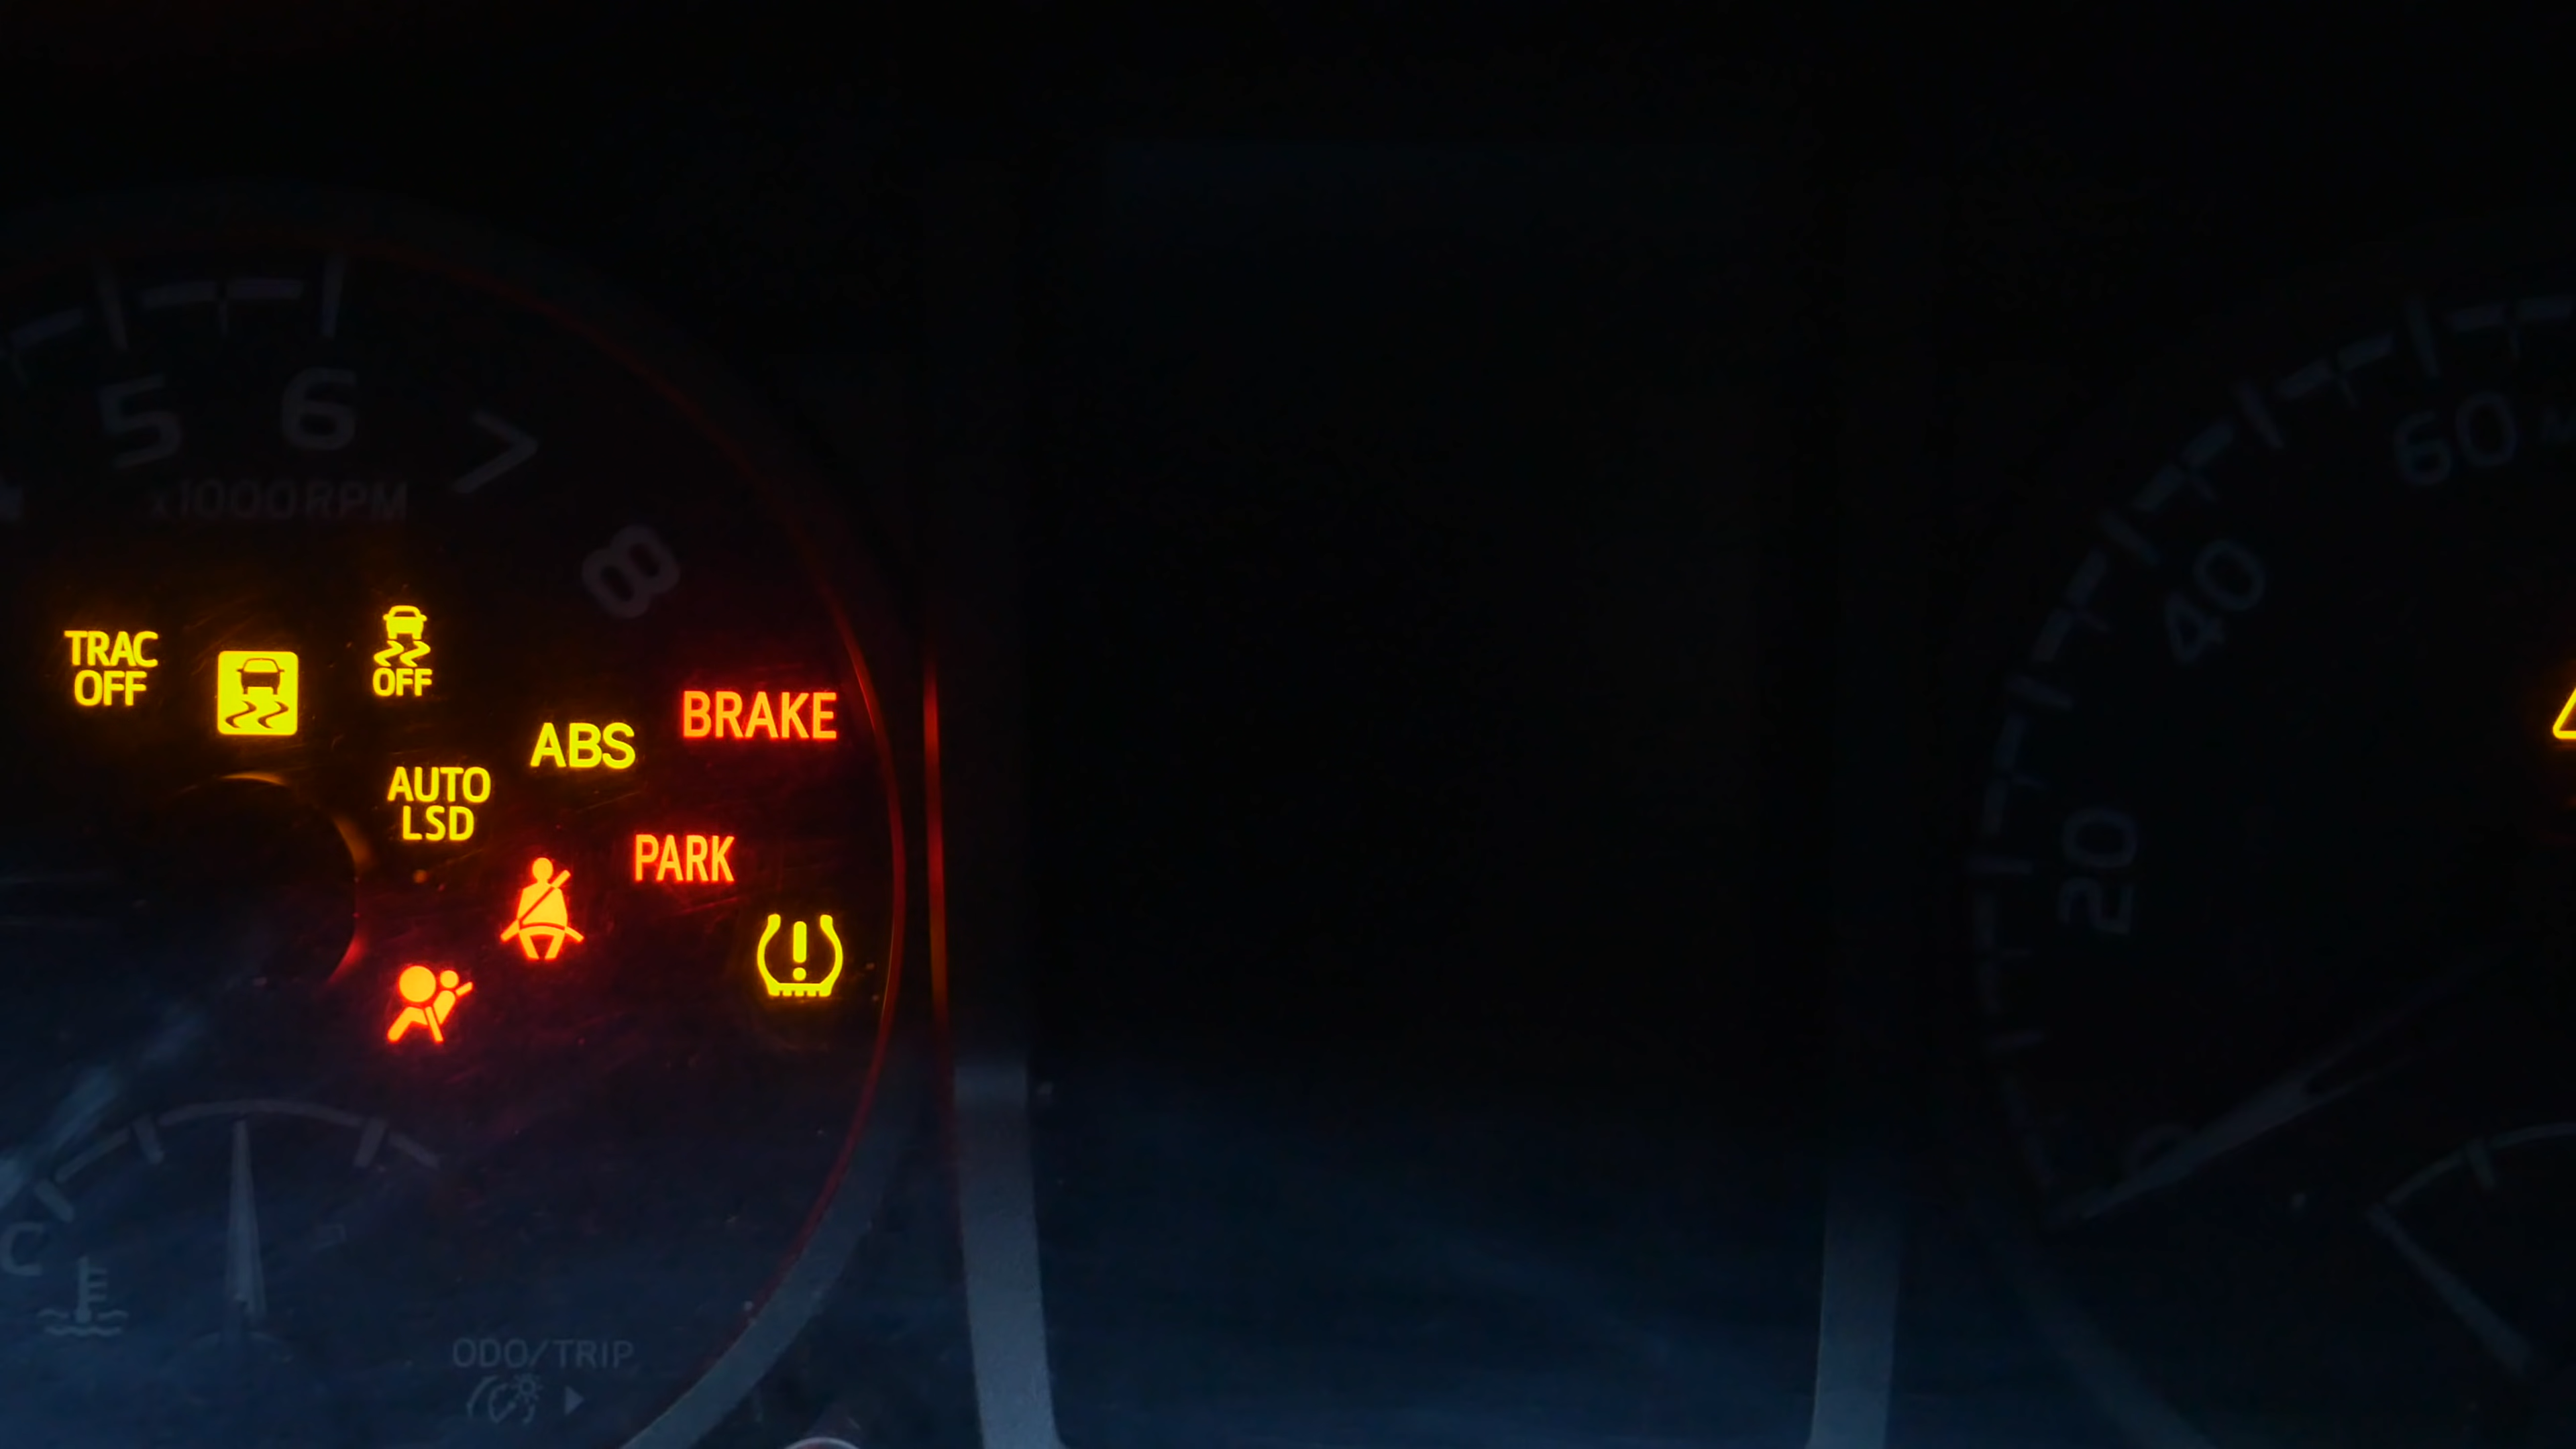 5 6 7 8
x1000RPM
TRAC
OFF
OFF
ABS
BRAKE
AUTO
LSD
PARK
C
ODO/TRIP
60
40
20